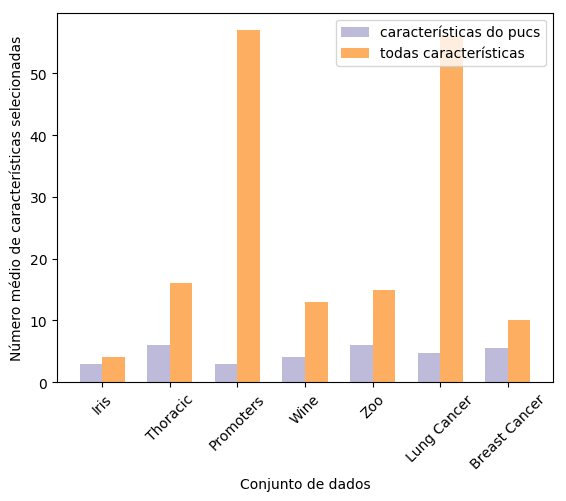 características do pucs
todas características
Número médio de características selecionadas
50
40
30
20
10
0
Iris
Thoracic
Promoters
Wine
Zoo
Lung Cancer
Breast Cancer
Conjunto de dados